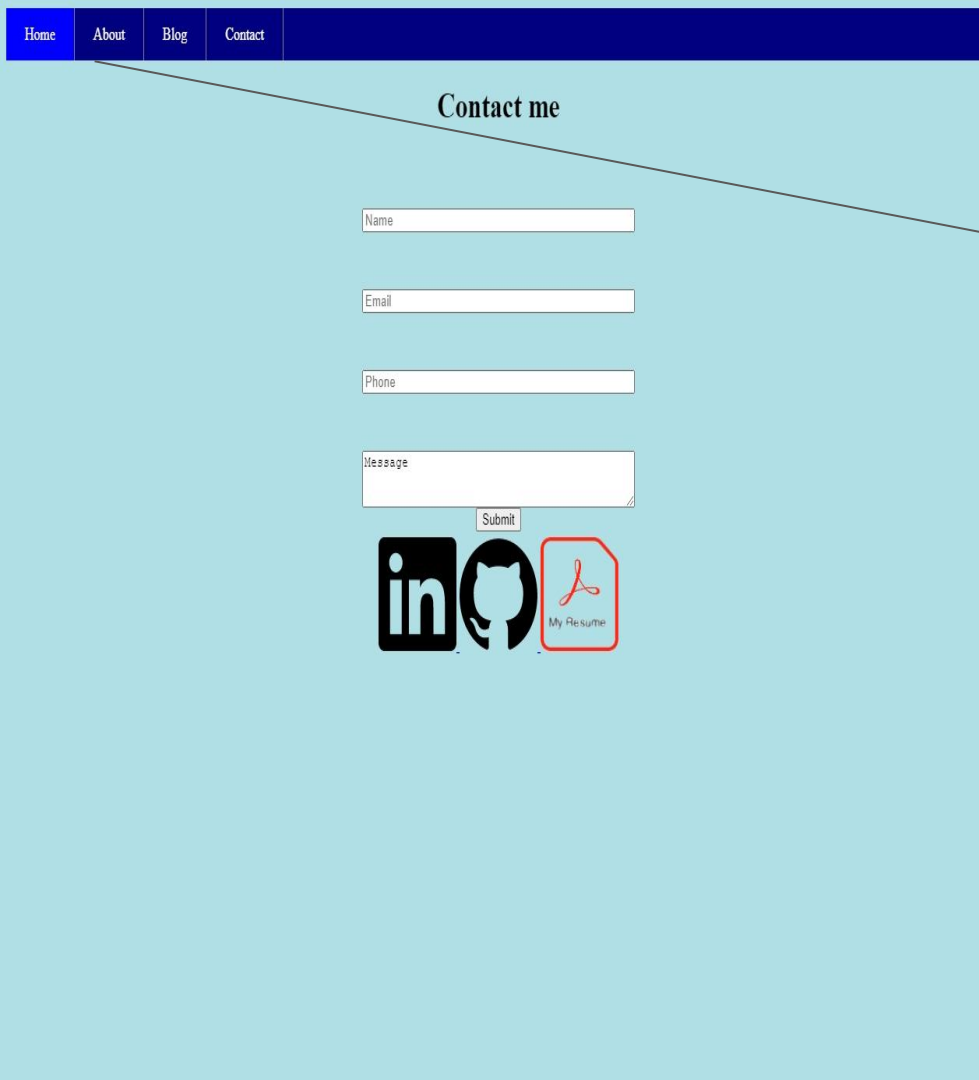 Home About Blog Contact
Contact me
Name
Email
Phone
Message
Submit
in
My Resume